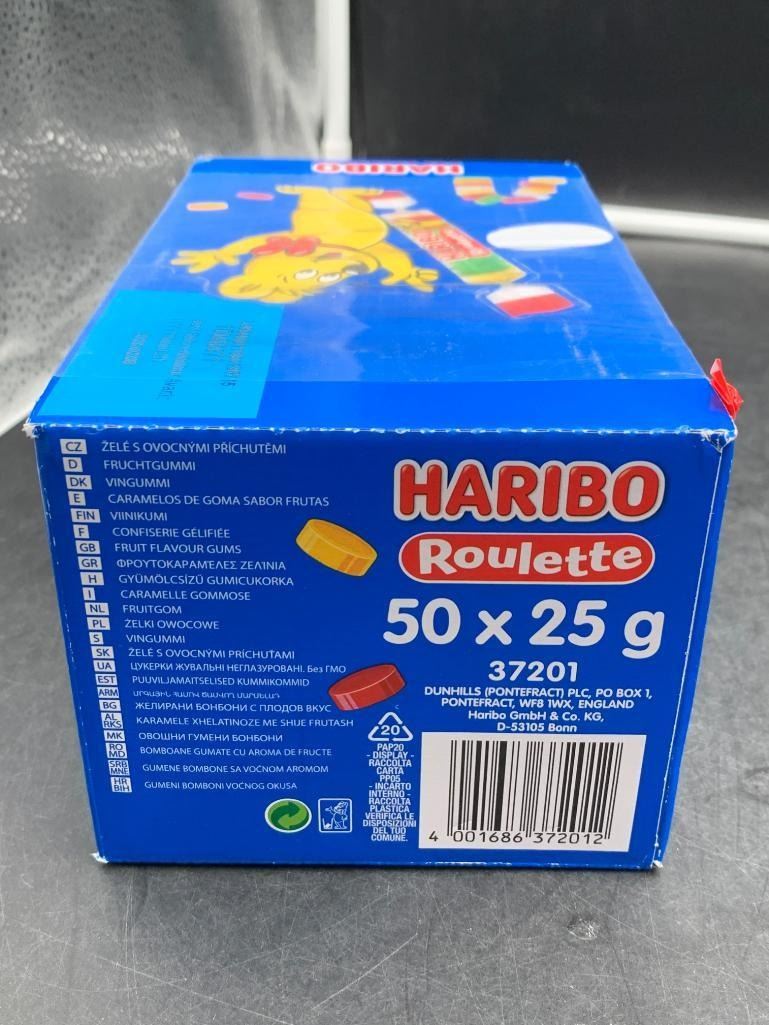 HARIBO
CZ ŽELÉ S OVOCNÝMI PŘÍCHUTĚMI
D FRUCHTGUMMI
DK VINGUMMI
E CARAMELOS DE GOMA SABOR FRUTAS
FIN VIINIKUMI
F CONFISERIE GÉLIFIÉE
GB FRUIT FLAVOUR GUMS
GR ΦΡΟΥΤΟΚΑΡΑΜΕΛΕΣ ΖΕΛΙΝΙΑ
H GYÜMÖLCSÍZŰ GUMICUKORKA
I CARAMELLE GOMMOSE
NL FRUITGOM
PL ŻELKI OWOCOWE
S VINGUMMI
SK ŽELÉ S OVOCNÝMI PRÍCHUŤAMI
UA ЦУКЕРКИ ЖУВАЛЬНІ НЕГЛАЗУРОВАНІ. Без ГМО
EST PUUVILJAMAITSELISED KUMMIKOMMID
ARM
BG ЖЕЛИРАНИ БОНБОНИ С ПЛОДОВ ВКУС
AL RKS KARAMELE XHELATINOZE ME SHIJE FRUTASH
MK ОВОШНИ ГУМЕНИ БОНБОНИ
RO MD BOMBOANE GUMATE CU AROMA DE FRUCTE
SRB MNE GUMENE BOMBONE SA VOĆNOM AROMOM
HR BIH GUMENI BOMBONI VOĆNOG OKUSA
HARIBO
Roulette
50 x 25 g
37201
DUNHILLS (PONTEFRACT) PLC, PO BOX 1,
PONTEFRACT, WF8 1WX, ENGLAND
Haribo GmbH & Co. KG,
D-53105 Bonn
20
PAP20
- DISPLAY -
RACCOLTA
CARTA
PP05
- INCARTO
INTERNO -
RACCOLTA
PLASTICA
VERIFICA LE
DISPOSIZIONI
DEL TUO
COMUNE.
4 001686 372012